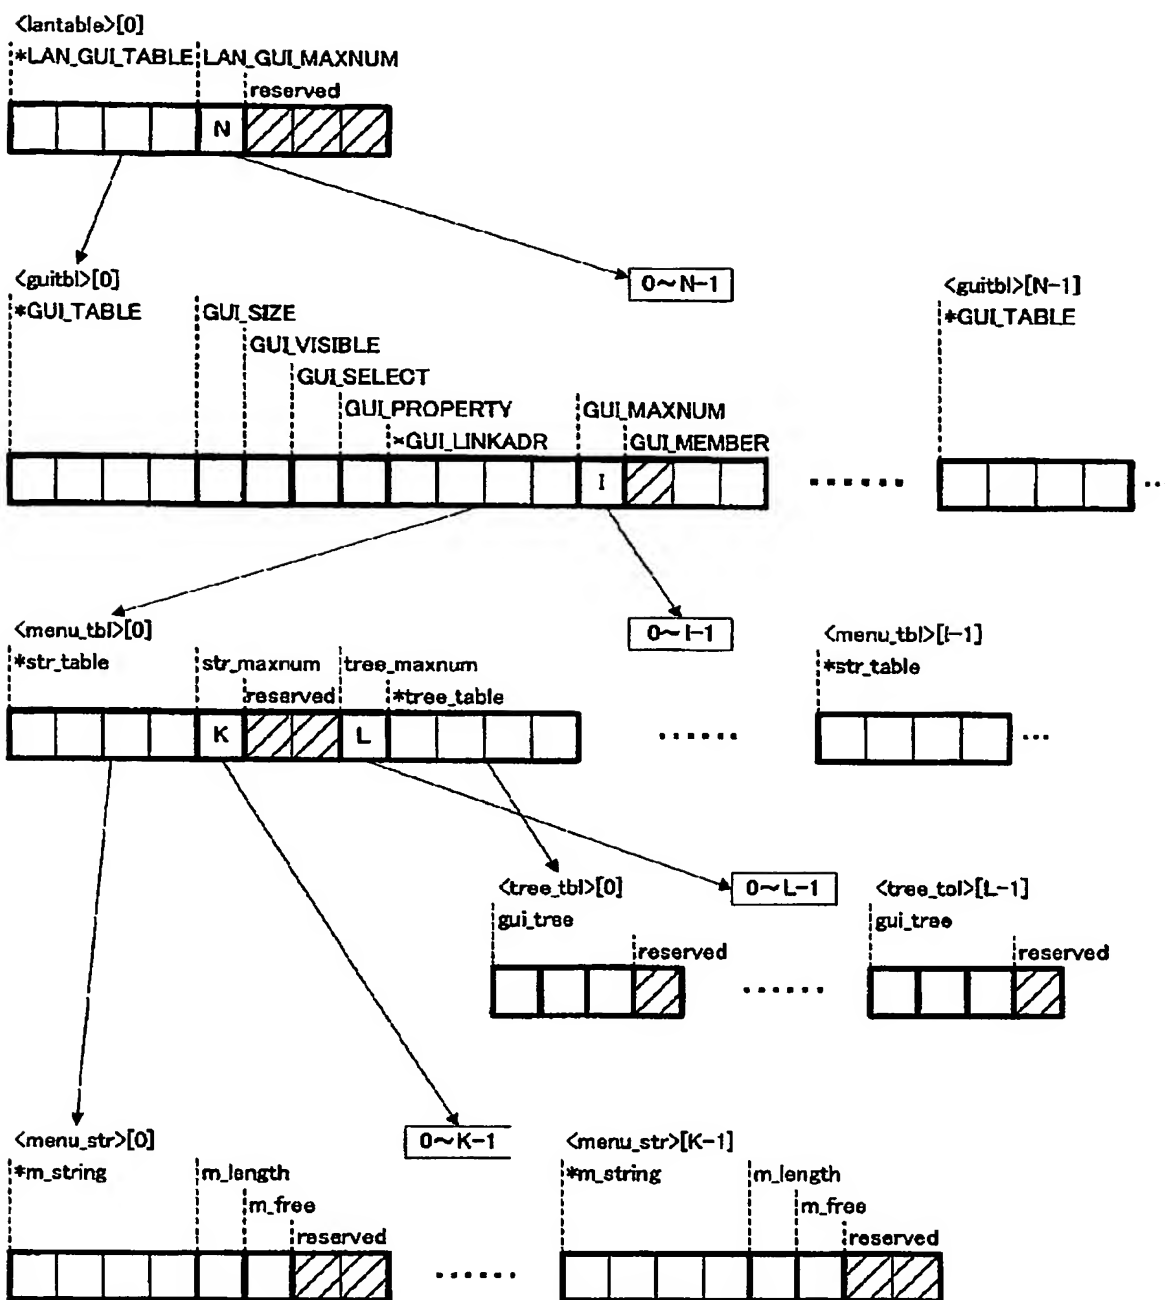 <lantable>[0]
*LAN_GUI_TABLE LAN_GUI_MAXNUM
reserved
N
<guitbl>[0]
0~N-1
<guitbl>[N-1]
*GUI_TABLE GUI_SIZE
*GUI_TABLE
GUI_VISIBLE
GUI_SELECT
GUI_PROPERTY GUI_MAXNUM
*GUI_LINKADR GUI_MEMBER
I
......
..
<menu_tbl>[0]
0~I-1
<menu_tbl>[I-1]
*str_table str_maxnum tree_maxnum
*str_table
reserved *tree_table
K L
......
...
<tree_tbl>[0]
0~L-1
<tree_tbl>[L-1]
gui_tree
gui_tree
reserved
reserved
......
<menu_str>[0]
0~K-1
<menu_str>[K-1]
*m_string m_length
*m_string m_length
m_free
m_free
reserved
reserved
......